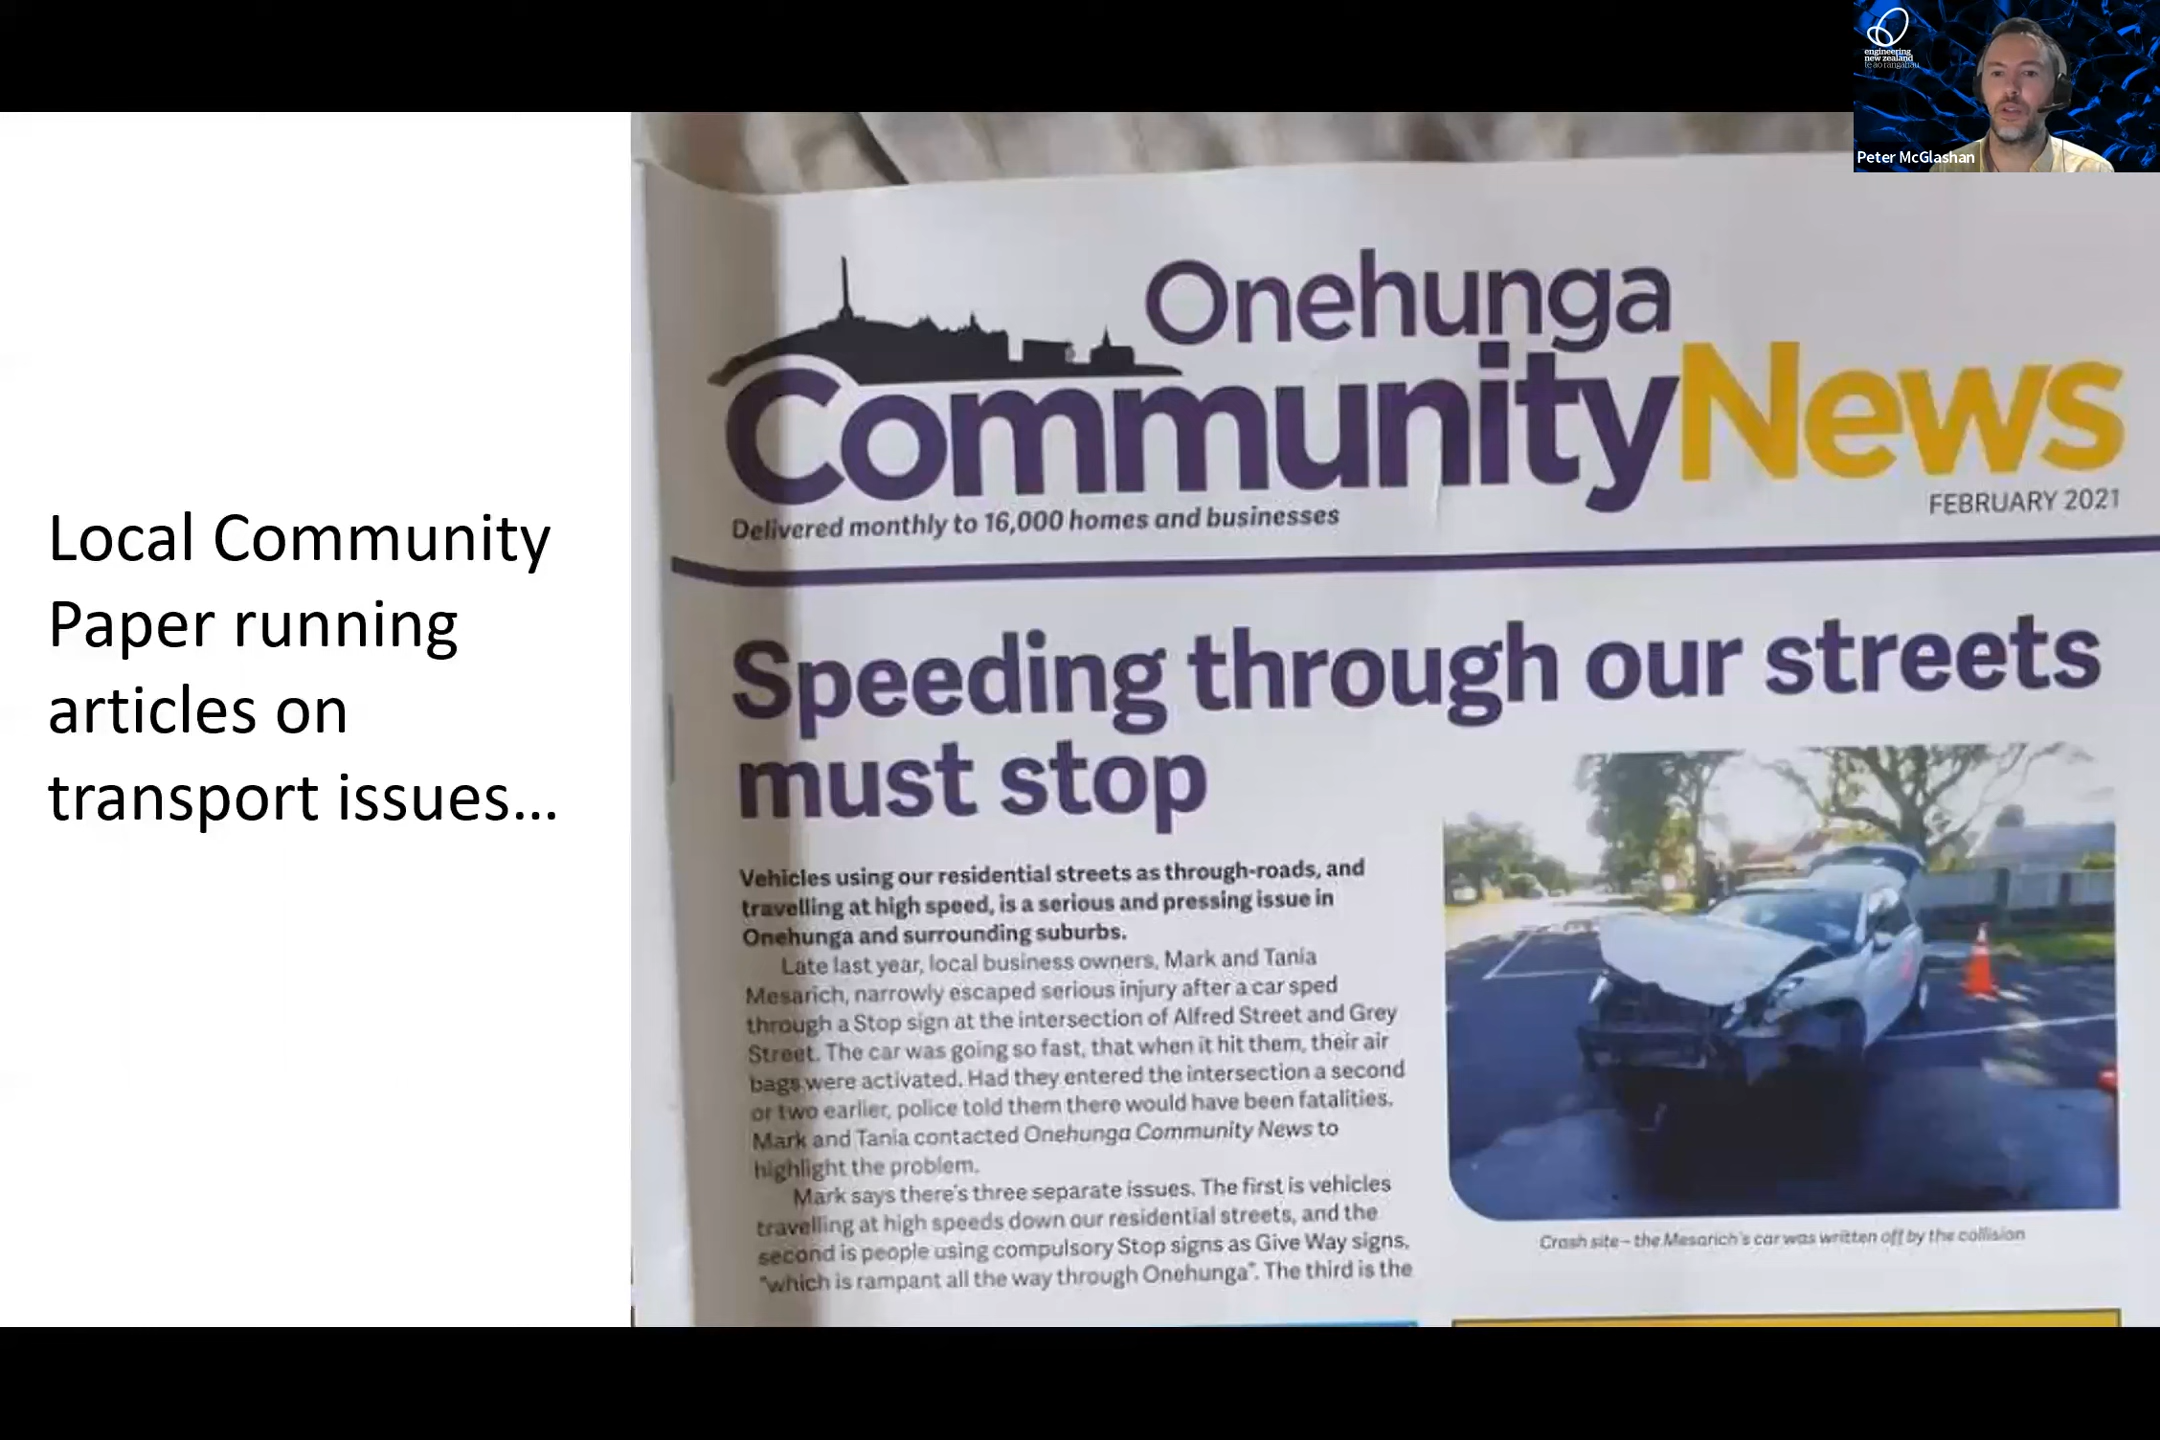 engineering
new zealand
te ao rangahau
Peter McGlashan
Local Community
Paper running
articles on
transport issues...
Onehunga
CommunityNews
FEBRUARY 2021
Delivered monthly to 16,000 homes and businesses
Speeding through our streets
must stop
Vehicles using our residential streets as through-roads, and
travelling at high speed, is a serious and pressing issue in
Onehunga and surrounding suburbs.
Late last year, local business owners, Mark and Tania
Mesarich, narrowly escaped serious injury after a car sped
through a Stop sign at the intersection of Alfred Street and Grey
Street. The car was going so fast, that when it hit them, their air
bags were activated. Had they entered the intersection a second
or two earlier, police told them there would have been fatalities.
Mark and Tania contacted Onehunga Community News to
highlight the problem.
Mark says there's three separate issues. The first is vehicles
travelling at high speeds down our residential streets, and the
second is people using compulsory Stop signs as Give Way signs,
"which is rampant all the way through Onehunga". The third is the
Crash site – the Mesarich's car was written off by the collision